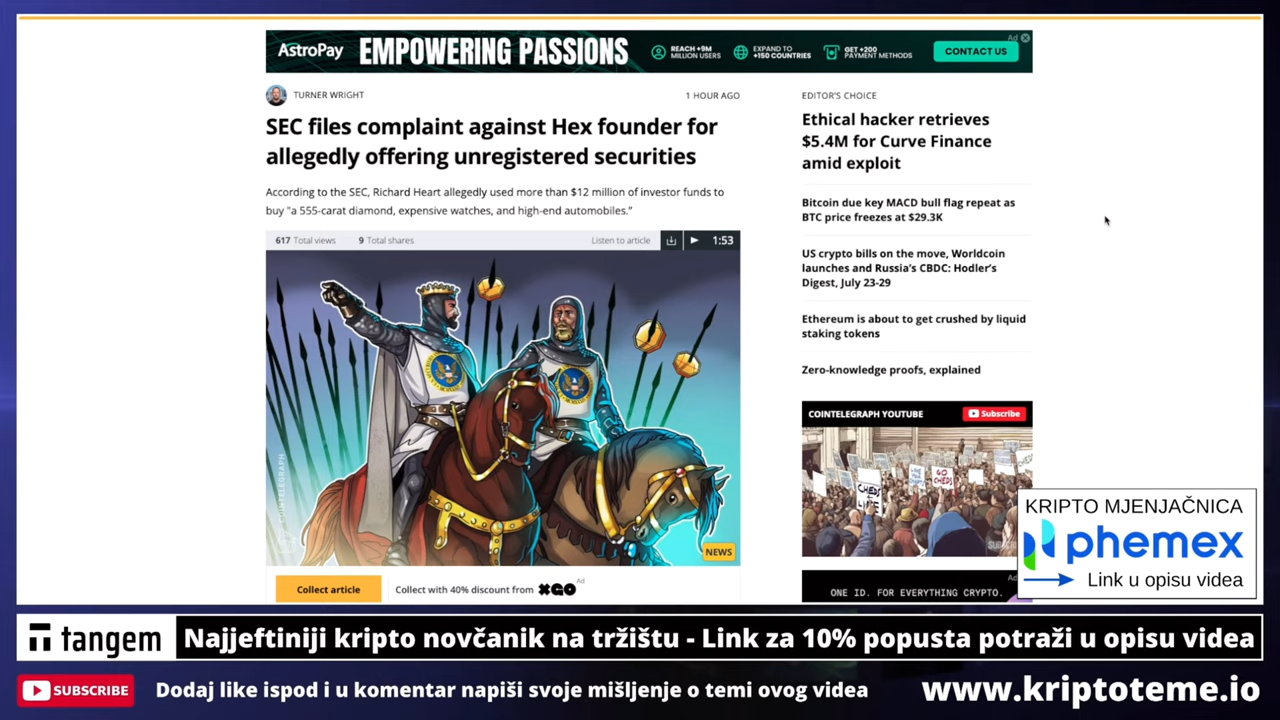 AstroPay
EMPOWERING PASSIONS
REACH +9M
MILLION USERS
EXPAND TO
+150 COUNTRIES
GET +200
PAYMENT METHODS
CONTACT US
Ad
TURNER WRIGHT
1 HOUR AGO
SEC files complaint against Hex founder for
allegedly offering unregistered securities
According to the SEC, Richard Heart allegedly used more than $12 million of investor funds to
buy "a 555-carat diamond, expensive watches, and high-end automobiles."
617 Total views
9 Total shares
Listen to article
1:53
NEWS
Collect article
Collect with 40% discount from XGO
Ad
EDITOR'S CHOICE
Ethical hacker retrieves
$5.4M for Curve Finance
amid exploit
Bitcoin due key MACD bull flag repeat as
BTC price freezes at $29.3K
US crypto bills on the move, Worldcoin
launches and Russia's CBDC: Hodler's
Digest, July 23-29
Ethereum is about to get crushed by liquid
staking tokens
Zero-knowledge proofs, explained
COINTELEGRAPH YOUTUBE
Subscribe
GO
CHEDS
CHEDS
LIFE
Ad
ONE ID. FOR EVERYTHING CRYPTO.
KRIPTO MJENJAČNICA
phemex
Link u opisu videa
tangem
Najjeftiniji kripto novčanik na tržištu - Link za 10% popusta potraži u opisu videa
SUBSCRIBE
Dodaj like ispod i u komentar napiši svoje mišljenje o temi ovog videa
www.kriptoteme.io